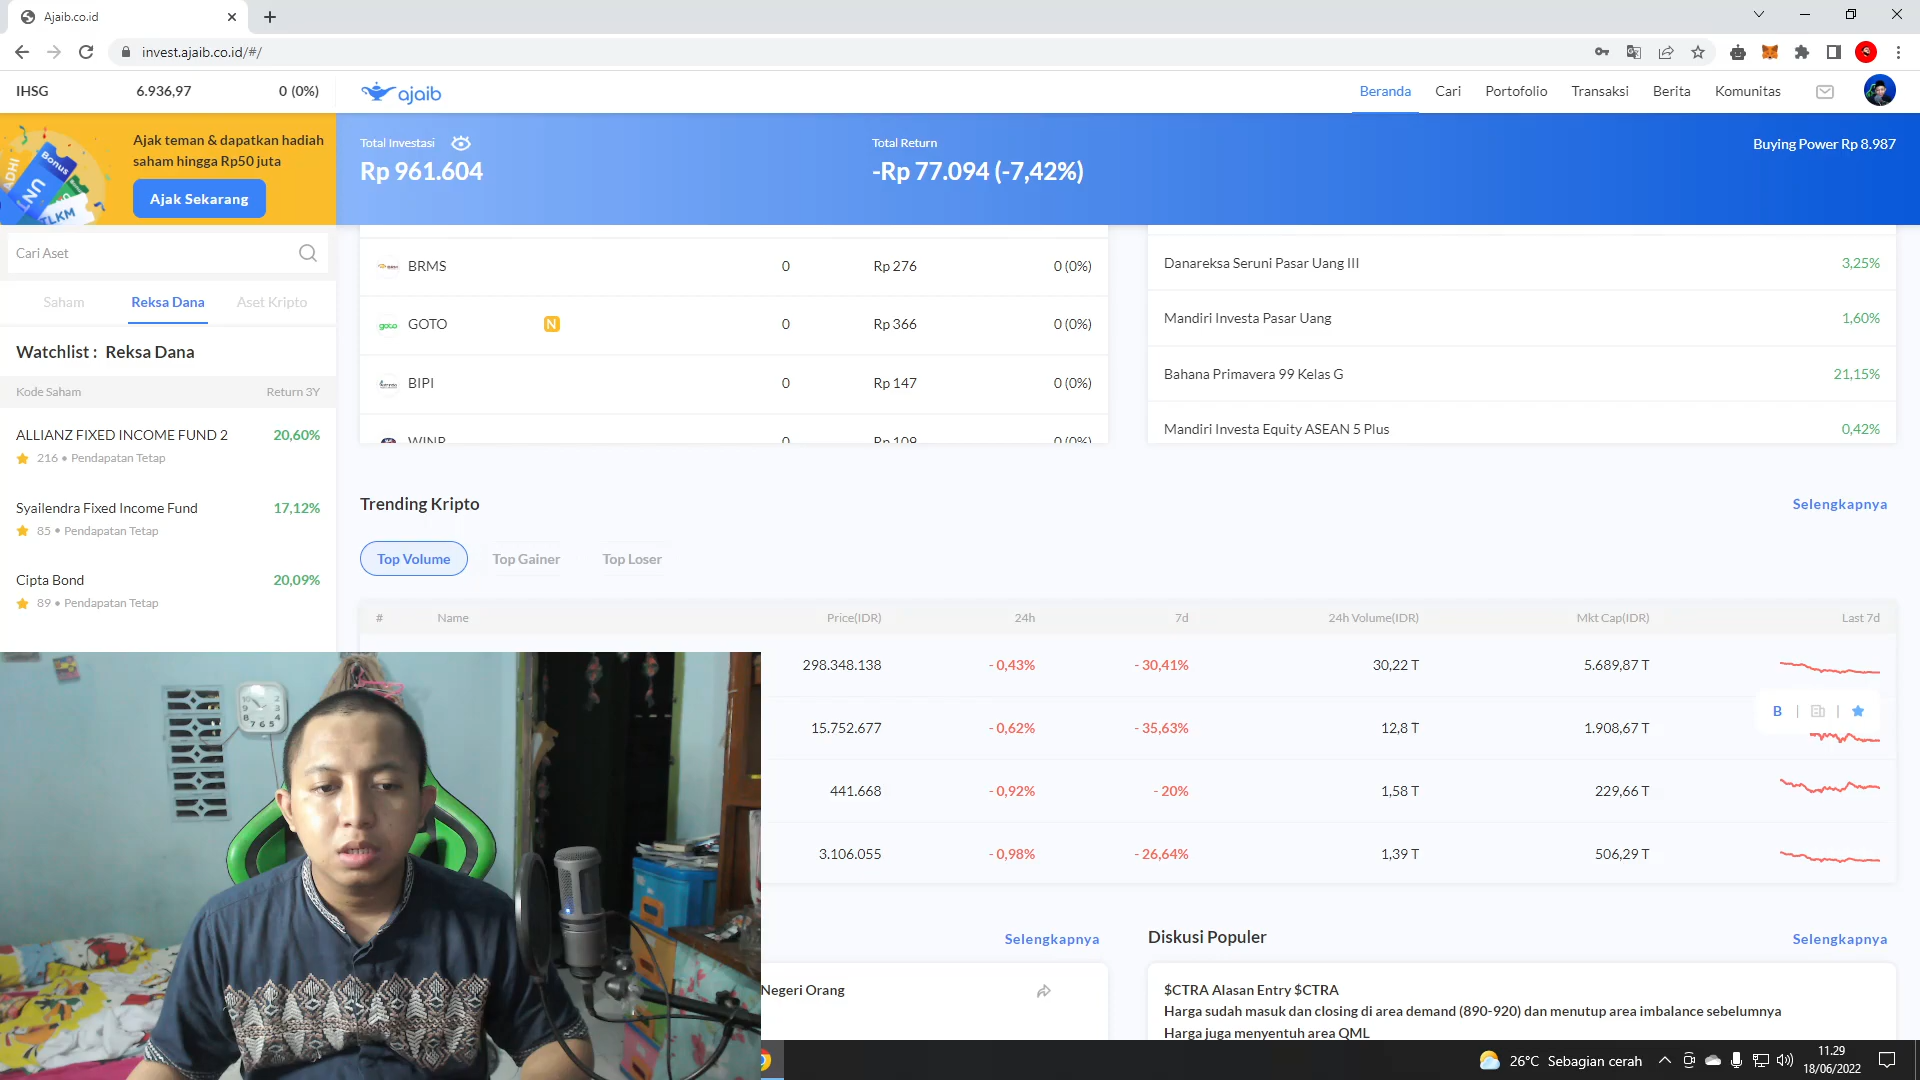 Ajaib.co.id
invest.ajaib.co.id/#/
IHSG 6.936,97 0 (0%)
ajaib
Beranda Cari Portofolio Transaksi Berita Komunitas
Ajak teman & dapatkan hadiah
saham hingga Rp50 juta
Ajak Sekarang
ADHI
Bonus
UNT
TLKM
Total Investasi
Rp 961.604
Total Return
-Rp 77.094 (-7,42%)
Buying Power Rp 8.987
Cari Aset
Saham Reksa Dana Aset Kripto
Watchlist : Reksa Dana
Kode Saham Return 3Y
ALLIANZ FIXED INCOME FUND 2 20,60%
216 • Pendapatan Tetap
Syailendra Fixed Income Fund 17,12%
85 • Pendapatan Tetap
Cipta Bond 20,09%
89 • Pendapatan Tetap
BRMS 0 Rp 276 0 (0%)
goto GOTO N 0 Rp 366 0 (0%)
BIPI 0 Rp 147 0 (0%)
WINR 0 Rp 109 0 (0%)
Danareksa Seruni Pasar Uang III 3,25%
Mandiri Investa Pasar Uang 1,60%
Bahana Primavera 99 Kelas G 21,15%
Mandiri Investa Equity ASEAN 5 Plus 0,42%
Trending Kripto Selengkapnya
Top Volume Top Gainer Top Loser
# Name Price(IDR) 24h 7d 24h Volume(IDR) Mkt Cap(IDR) Last 7d
298.348.138 - 0,43% - 30,41% 30,22 T 5.689,87 T
B
15.752.677 - 0,62% - 35,63% 12,8 T 1.908,67 T
441.668 - 0,92% - 20% 1,58 T 229,66 T
3.106.055 - 0,98% - 26,64% 1,39 T 506,29 T
Selengkapnya
Negeri Orang
Diskusi Populer Selengkapnya
$CTRA Alasan Entry $CTRA
Harga sudah masuk dan closing di area demand (890-920) dan menutup area imbalance sebelumnya
Harga juga menyentuh area QML
26°C Sebagian cerah
11.29
18/06/2022